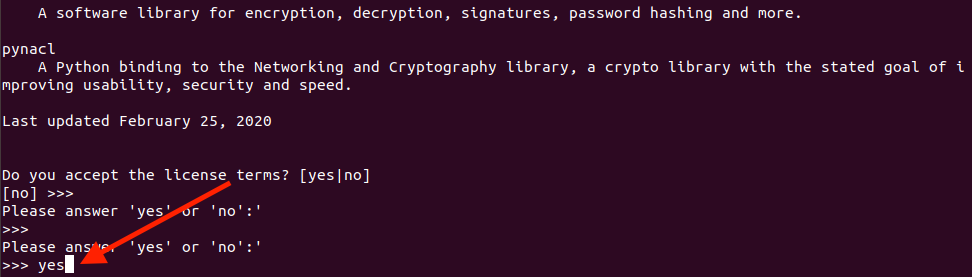 A software library for encryption, decryption, signatures, password hashing and more.
pynacl
A Python binding to the Networking and Cryptography library, a crypto library with the stated goal of i
mproving usability, security and speed.
Last updated February 25, 2020
Do you accept the license terms? [yes|no]
[no] >>>
Please answer 'yes' or 'no':'
>>>
Please answer 'yes' or 'no':'
>>> yes